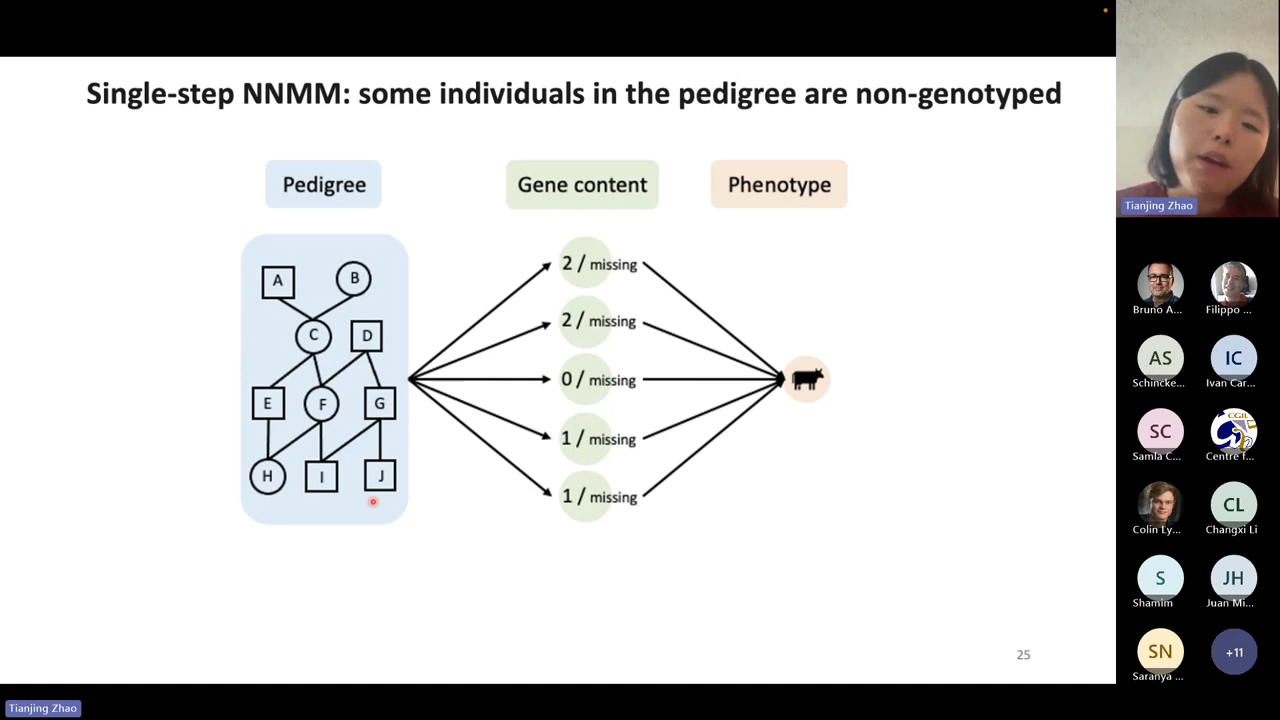 Single-step NNMM: some individuals in the pedigree are non-genotyped
Pedigree
Gene content
Phenotype
A
B
C
D
E
F
G
H
I
J
2 / missing
2 / missing
0 / missing
1 / missing
1 / missing
25
Tianjing Zhao
Bruno A...
Filippo ...
AS
IC
Schincke...
Ivan Car...
SC
CGIL
Samla C...
Centre f...
CL
Colin Ly...
Changxi Li
S
JH
Shamim
Juan Mi...
SN
+11
Saranya ...
Tianjing Zhao